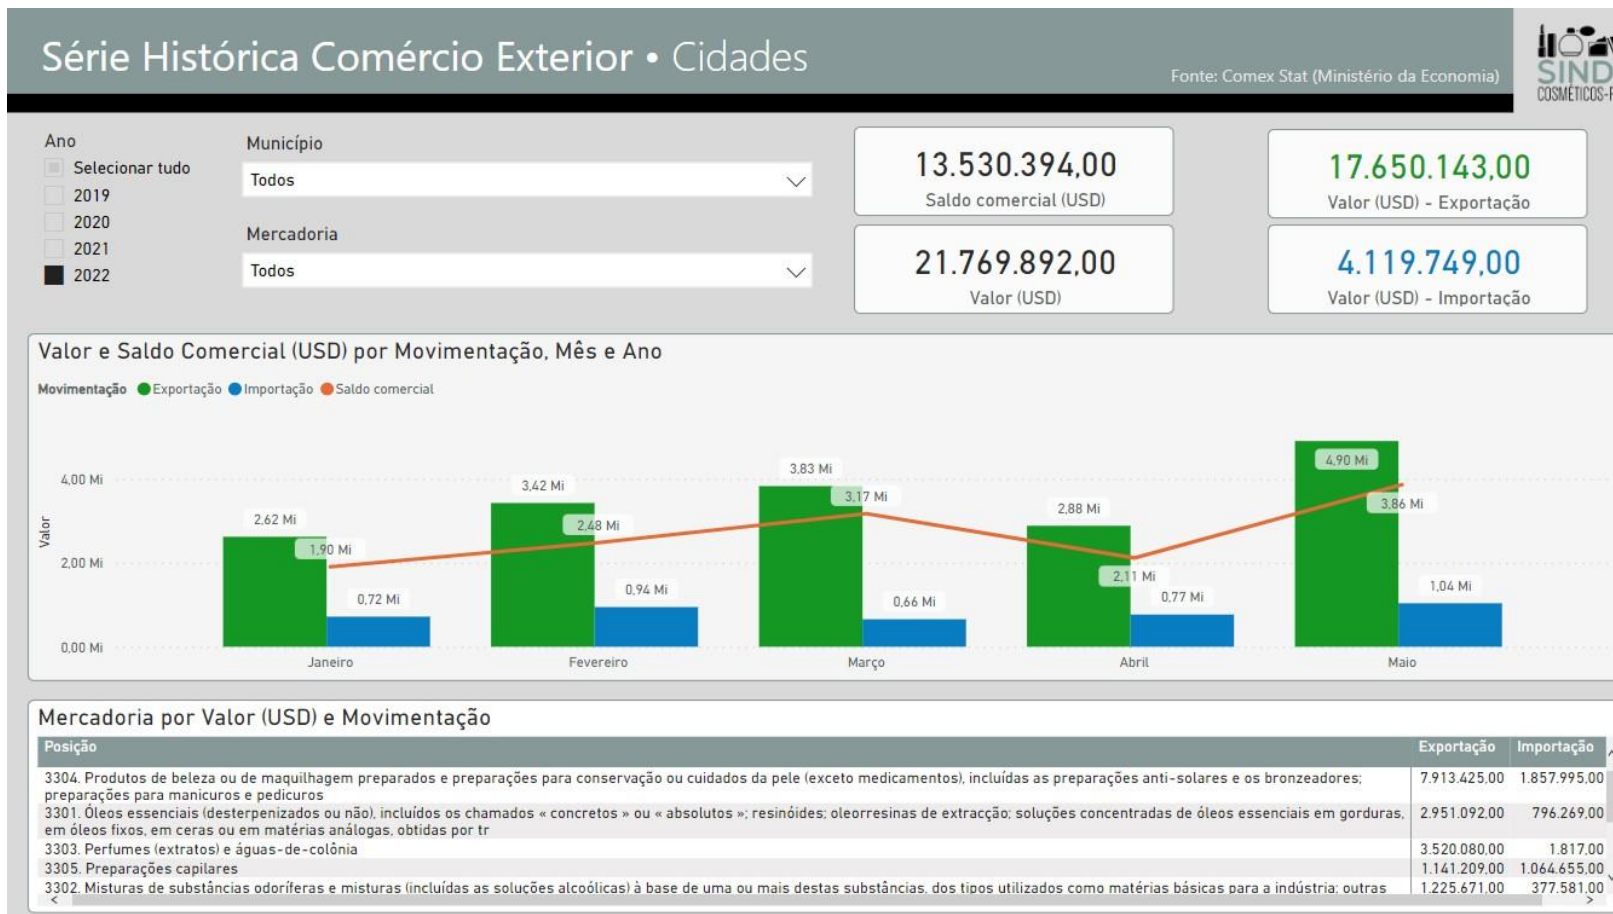 Série Histórica Comércio Exterior • Cidades
Fonte: Comex Stat (Ministério da Economia)
SIND
COSMÉTICOS-
Ano
Selecionar tudo
2019
2020
2021
2022
Município
Todos
Mercadoria
Todos
13.530.394,00
Saldo comercial (USD)
17.650.143,00
Valor (USD) - Exportação
21.769.892,00
Valor (USD)
4.119.749,00
Valor (USD) - Importação
Valor e Saldo Comercial (USD) por Movimentação, Mês e Ano
Movimentação Exportação Importação Saldo comercial
Valor
4,00 Mi
2,00 Mi
0,00 Mi
2,62 Mi
1,90 Mi
0,72 Mi
3,42 Mi
2,48 Mi
0,94 Mi
3,83 Mi
3,17 Mi
0,66 Mi
2,88 Mi
2,11 Mi
0,77 Mi
4,90 Mi
3,86 Mi
1,04 Mi
Janeiro Fevereiro Março Abril Maio
Mercadoria por Valor (USD) e Movimentação
Posição Exportação Importação
3304. Produtos de beleza ou de maquilhagem preparados e preparações para conservação ou cuidados da pele (exceto medicamentos), incluídas as preparações anti-solares e os bronzeadores; 7.913.425,00 1.857.995,00
preparações para manicuros e pedicuros
3301. Óleos essenciais (desterpenizados ou não), incluídos os chamados « concretos » ou « absolutos »; resinóides; oleorresinas de extracção; soluções concentradas de óleos essenciais em gorduras, 2.951.092,00 796.269,00
em óleos fixos, em ceras ou em matérias análogas, obtidas por tr
3303. Perfumes (extratos) e águas-de-colônia 3.520.080,00 1.817,00
3305. Preparações capilares 1.141.209,00 1.064.655,00
3302. Misturas de substâncias odoríferas e misturas (incluídas as soluções alcoólicas) à base de uma ou mais destas substâncias, dos tipos utilizados como matérias básicas para a indústria; outras 1.225.671,00 377.581,00